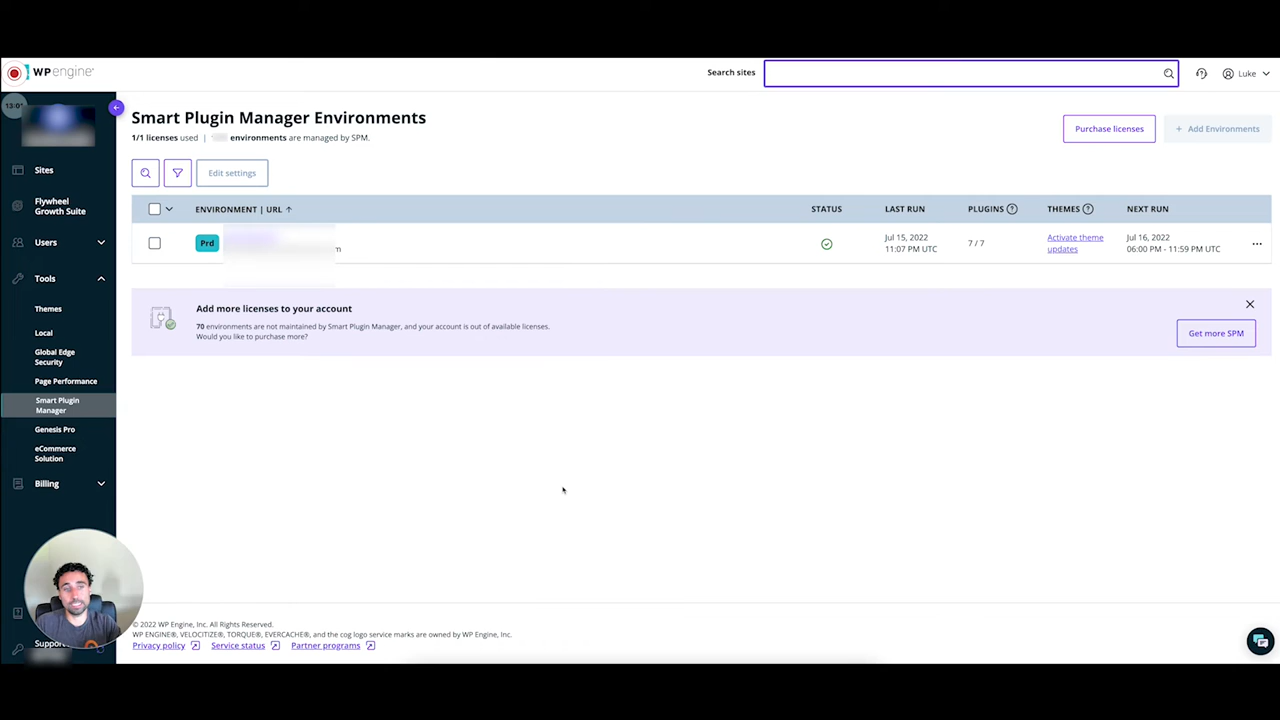 WP engine®
Search sites
Luke
13:01
Sites
Flywheel
Growth Suite
Users
Tools
Themes
Local
Global Edge
Security
Page Performance
Smart Plugin
Manager
Genesis Pro
eCommerce
Solution
Billing
Support
Smart Plugin Manager Environments
1/1 licenses used | environments are managed by SPM.
Purchase licenses
+ Add Environments
Edit settings
ENVIRONMENT | URL ↑
STATUS
LAST RUN
PLUGINS ?
THEMES ?
NEXT RUN
Prd
m
Jul 15, 2022
11:07 PM UTC
7 / 7
Activate theme
updates
Jul 16, 2022
06:00 PM - 11:59 PM UTC
...
Add more licenses to your account
70 environments are not maintained by Smart Plugin Manager, and your account is out of available licenses.
Would you like to purchase more?
Get more SPM
© 2022 WP Engine, Inc. All Rights Reserved.
WP ENGINE®, VELOCITIZE®, TORQUE®, EVERCACHE®, and the cog logo service marks are owned by WP Engine, Inc.
Privacy policy
Service status
Partner programs